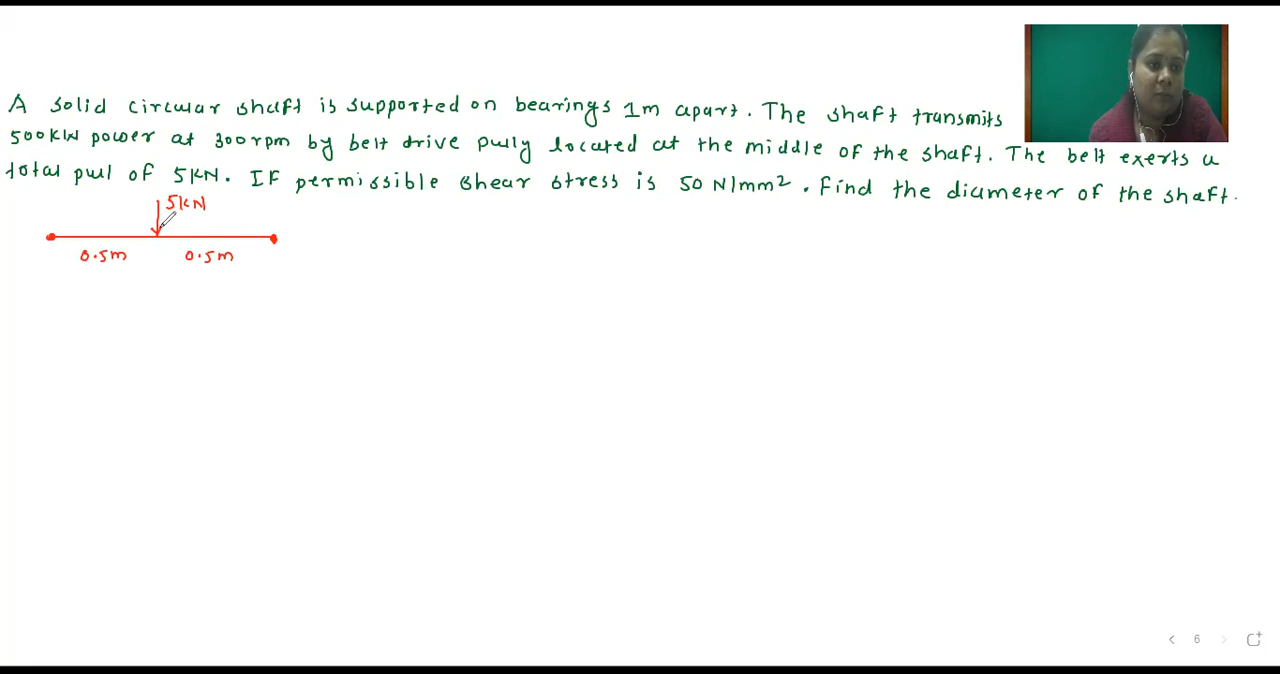 A solid circular shaft is supported on bearings 1m apart. The shaft transmits
500kW power at 300rpm by belt drive pully located at the middle of the shaft. The belt exerts a
total pull of 5kN. IF permissible shear stress is 50 N/mm2. Find the diameter of the shaft.
5kN
0.5m 0.5m
6